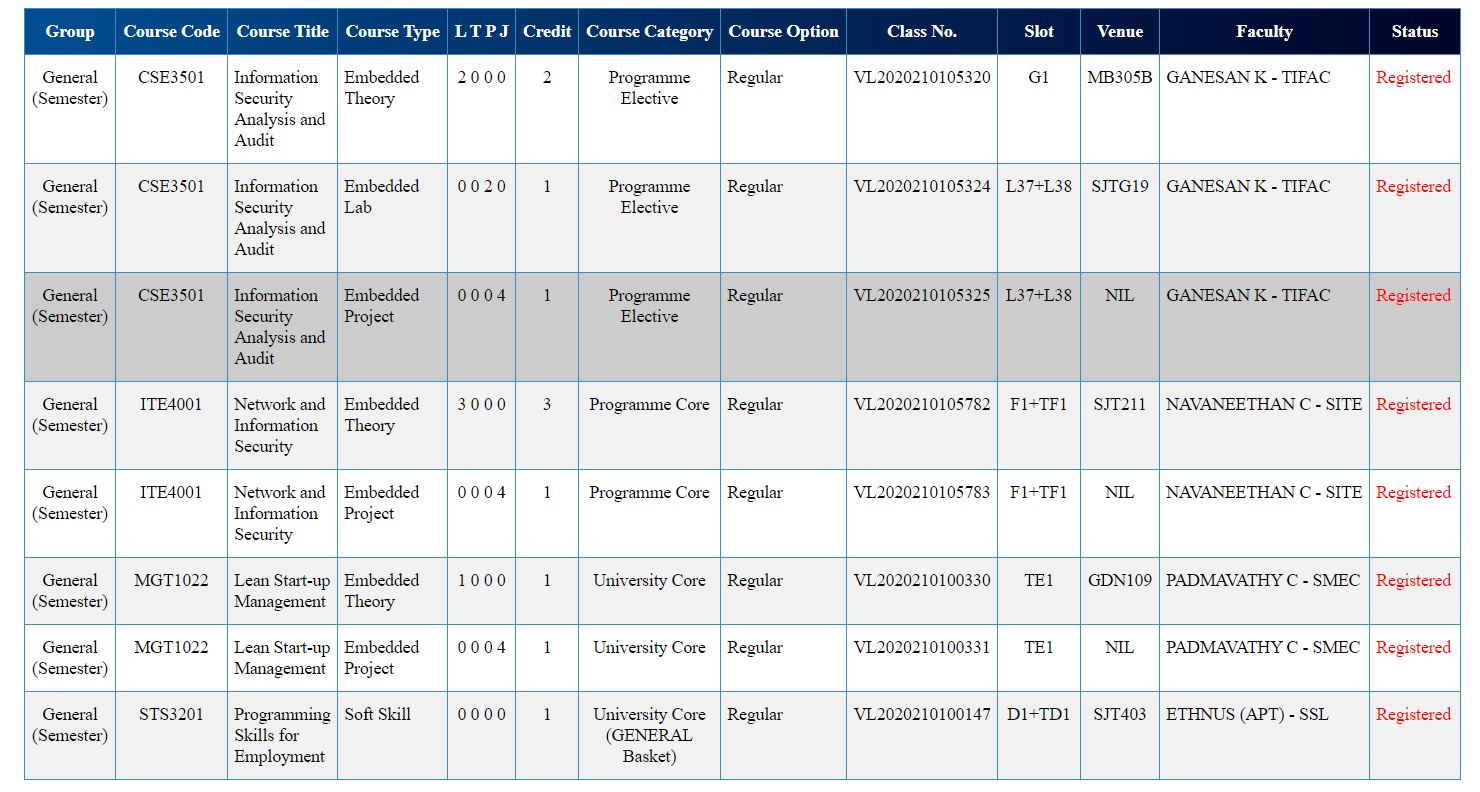 Group Course Code Course Title Course Type L T P J Credit Course Category Course Option Class No. Slot Venue Faculty Status
General CSE3501 Information Embedded 2 0 0 0 2 Programme Regular VL2020210105320 G1 MB305B GANESAN K - TIFAC Registered
(Semester) Security Theory Elective
Analysis and
Audit
General CSE3501 Information Embedded 0 0 2 0 1 Programme Regular VL2020210105324 L37+L38 SJTG19 GANESAN K - TIFAC Registered
(Semester) Security Lab Elective
Analysis and
Audit
General CSE3501 Information Embedded 0 0 0 4 1 Programme Regular VL2020210105325 L37+L38 NIL GANESAN K - TIFAC Registered
(Semester) Security Project Elective
Analysis and
Audit
General ITE4001 Network and Embedded 3 0 0 0 3 Programme Core Regular VL2020210105782 F1+TF1 SJT211 NAVANEETHAN C - SITE Registered
(Semester) Information Theory
Security
General ITE4001 Network and Embedded 0 0 0 4 1 Programme Core Regular VL2020210105783 F1+TF1 NIL NAVANEETHAN C - SITE Registered
(Semester) Information Project
Security
General MGT1022 Lean Start-up Embedded 1 0 0 0 1 University Core Regular VL2020210100330 TE1 GDN109 PADMAVATHY C - SMEC Registered
(Semester) Management Theory
General MGT1022 Lean Start-up Embedded 0 0 0 4 1 University Core Regular VL2020210100331 TE1 NIL PADMAVATHY C - SMEC Registered
(Semester) Management Project
General STS3201 Programming Soft Skill 0 0 0 0 1 University Core Regular VL2020210100147 D1+TD1 SJT403 ETHNUS (APT) - SSL Registered
(Semester) Skills for (GENERAL
Employment Basket)